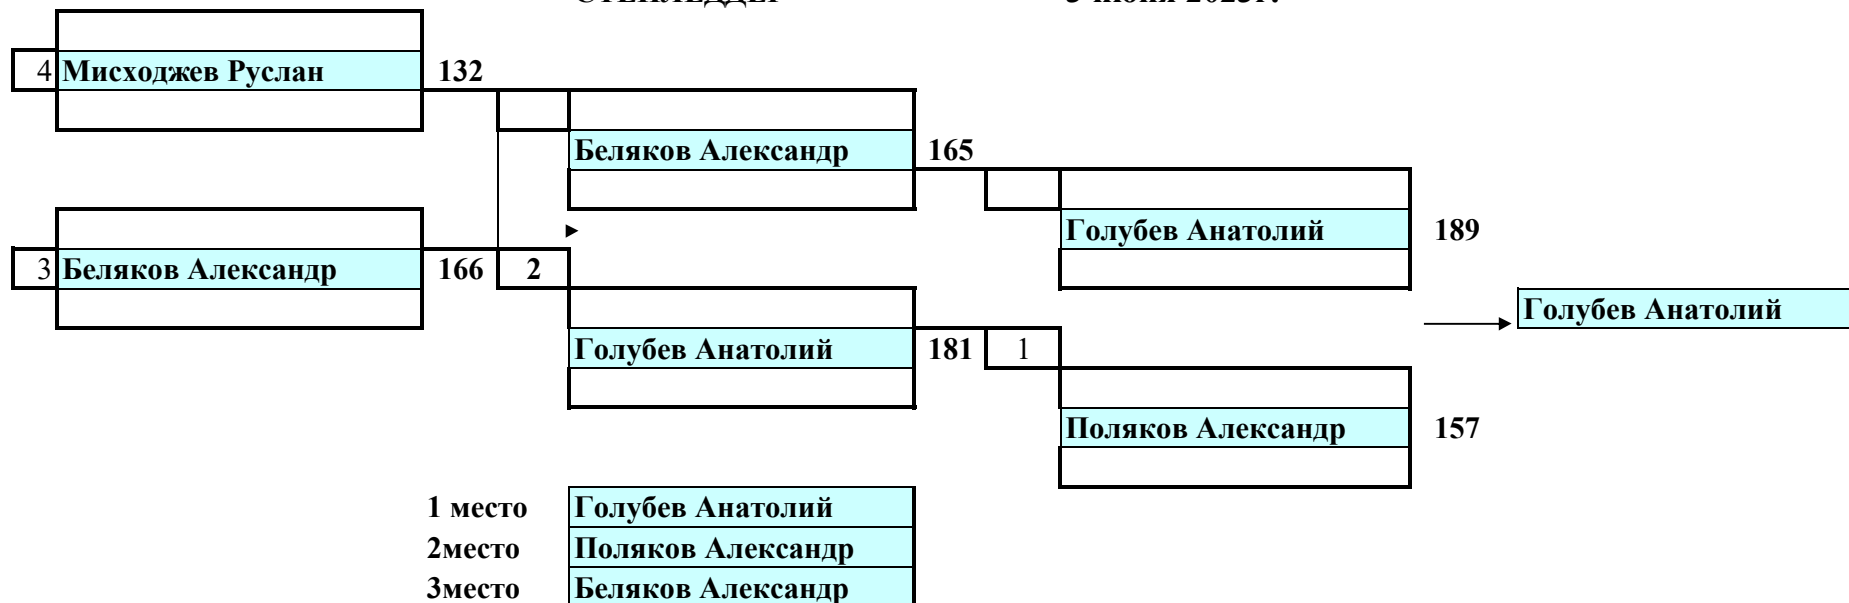 4 Мисходжев Руслан 132
Беляков Александр 165
Голубев Анатолий 189
3 Беляков Александр 166 2
Голубев Анатолий
Голубев Анатолий 181 1
Поляков Александр 157
1 место Голубев Анатолий
2место Поляков Александр
3место Беляков Александр